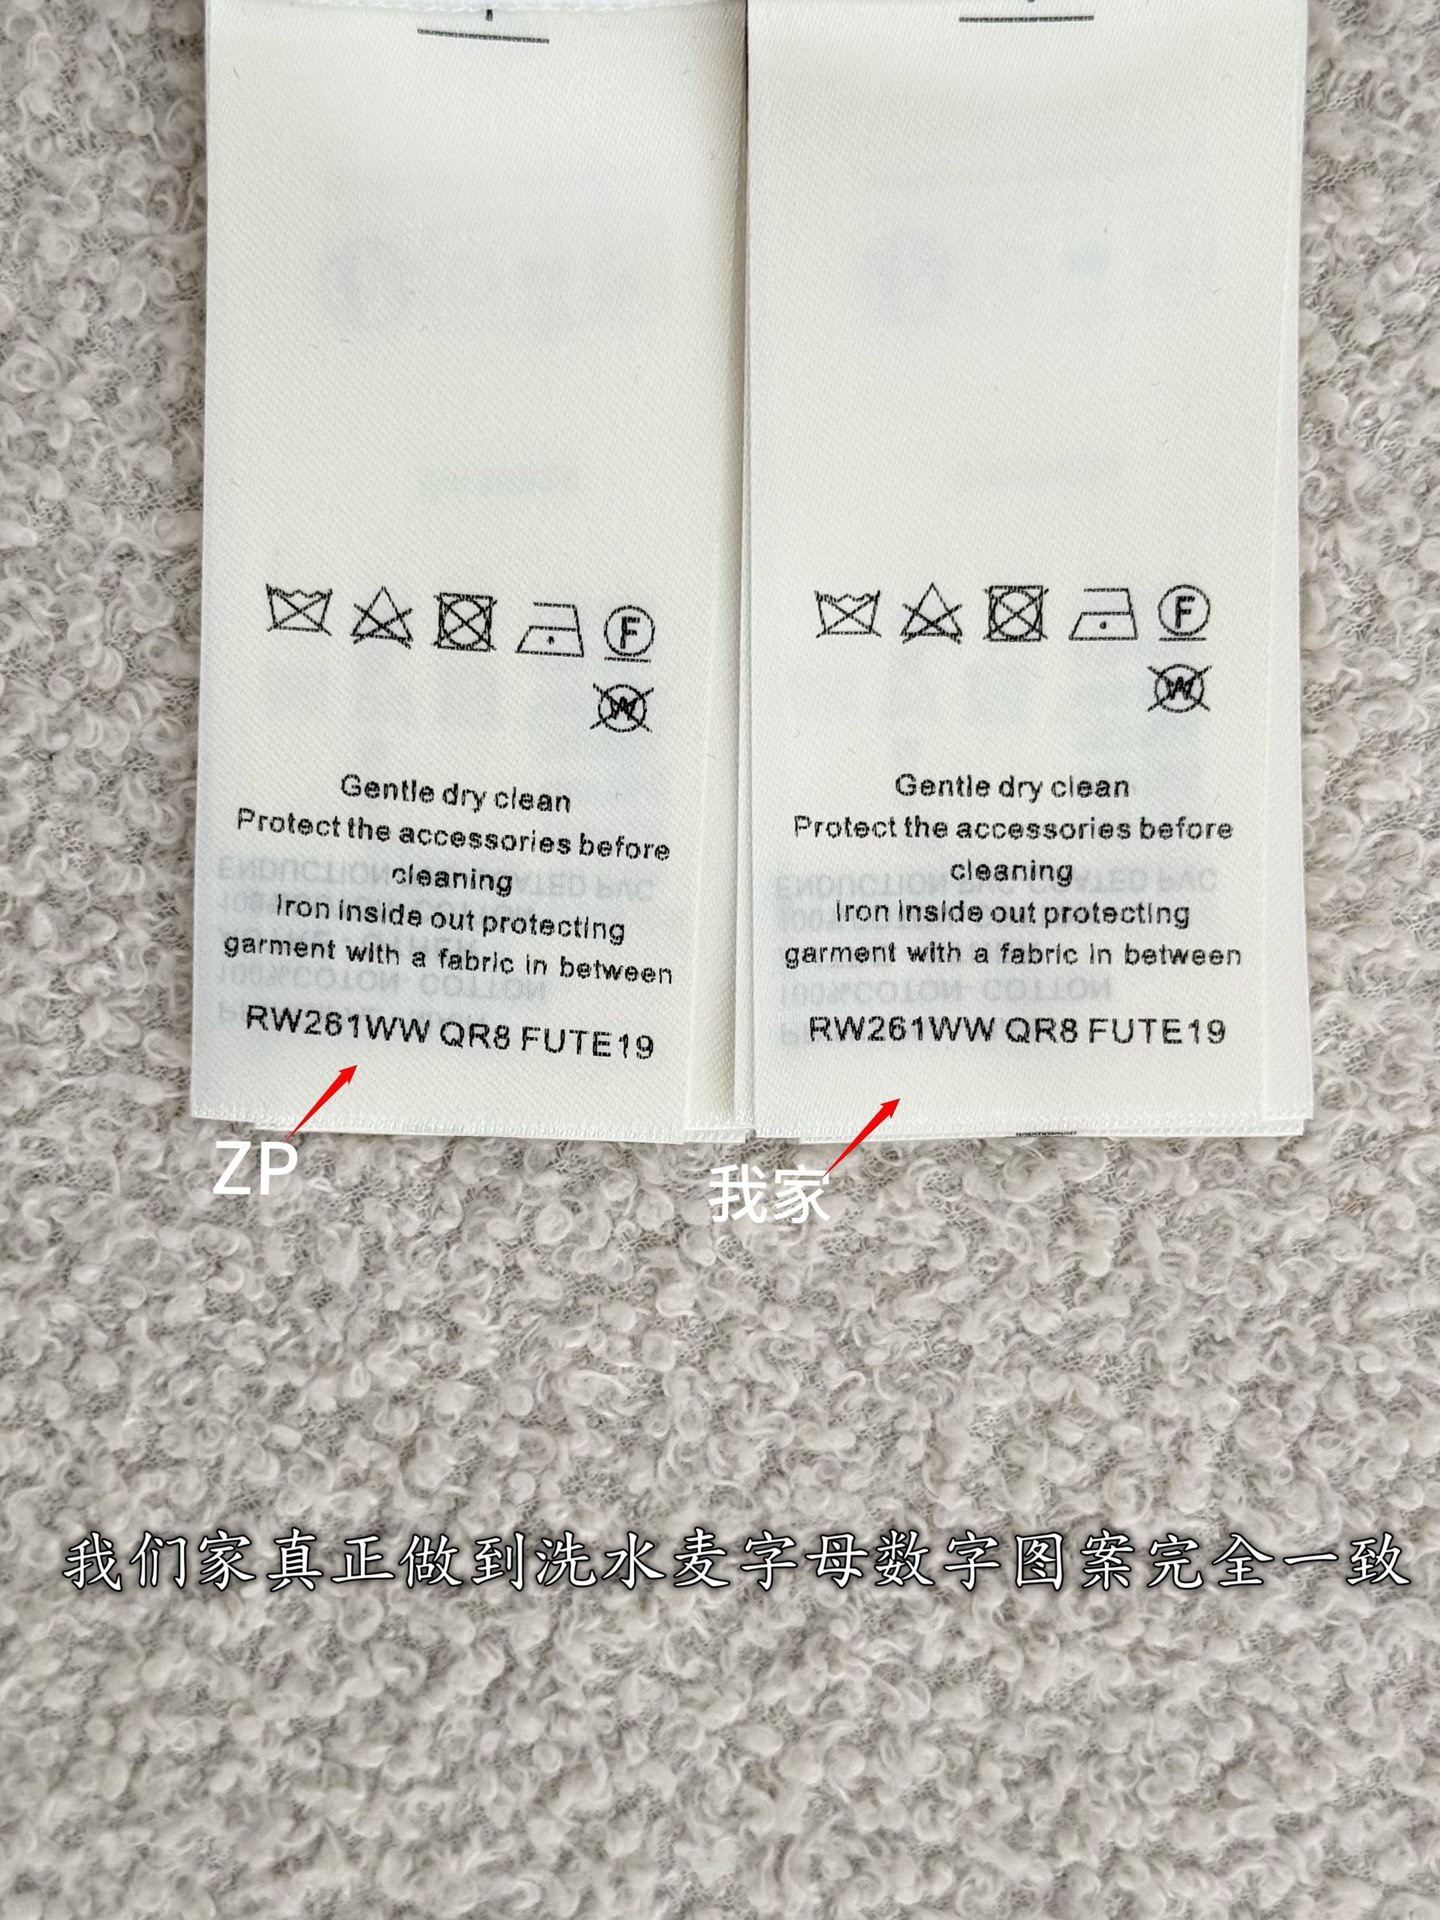 F
W
Gentle dry clean
Protect the accessories before
cleaning
Iron inside out protecting
garment with a fabric in between
RW261WW QR8 FUTE19
F
W
Gentle dry clean
Protect the accessories before
cleaning
Iron inside out protecting
garment with a fabric in between
RW261WW QR8 FUTE19
ZP
我家
我们家真正做到洗水麦字母数字图案完全一致